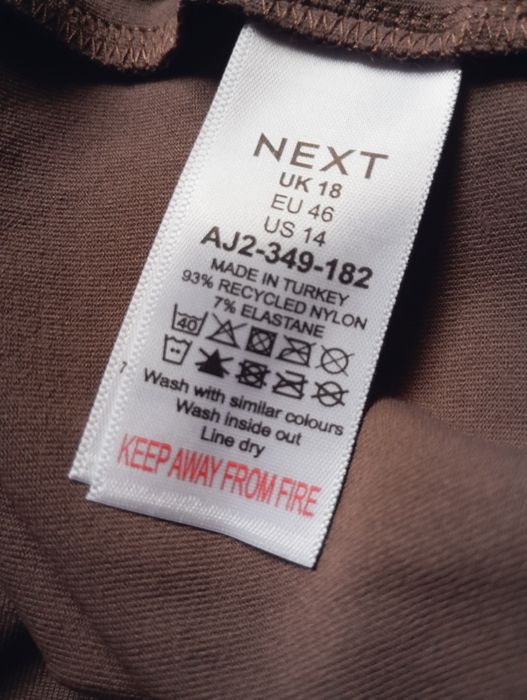 NEXT
UK 18
EU 46
US 14
AJ2-349-182
MADE IN TURKEY
93% RECYCLED NYLON
7% ELASTANE
40
Wash with similar colours
Wash inside out
Line dry
KEEP AWAY FROM FIRE